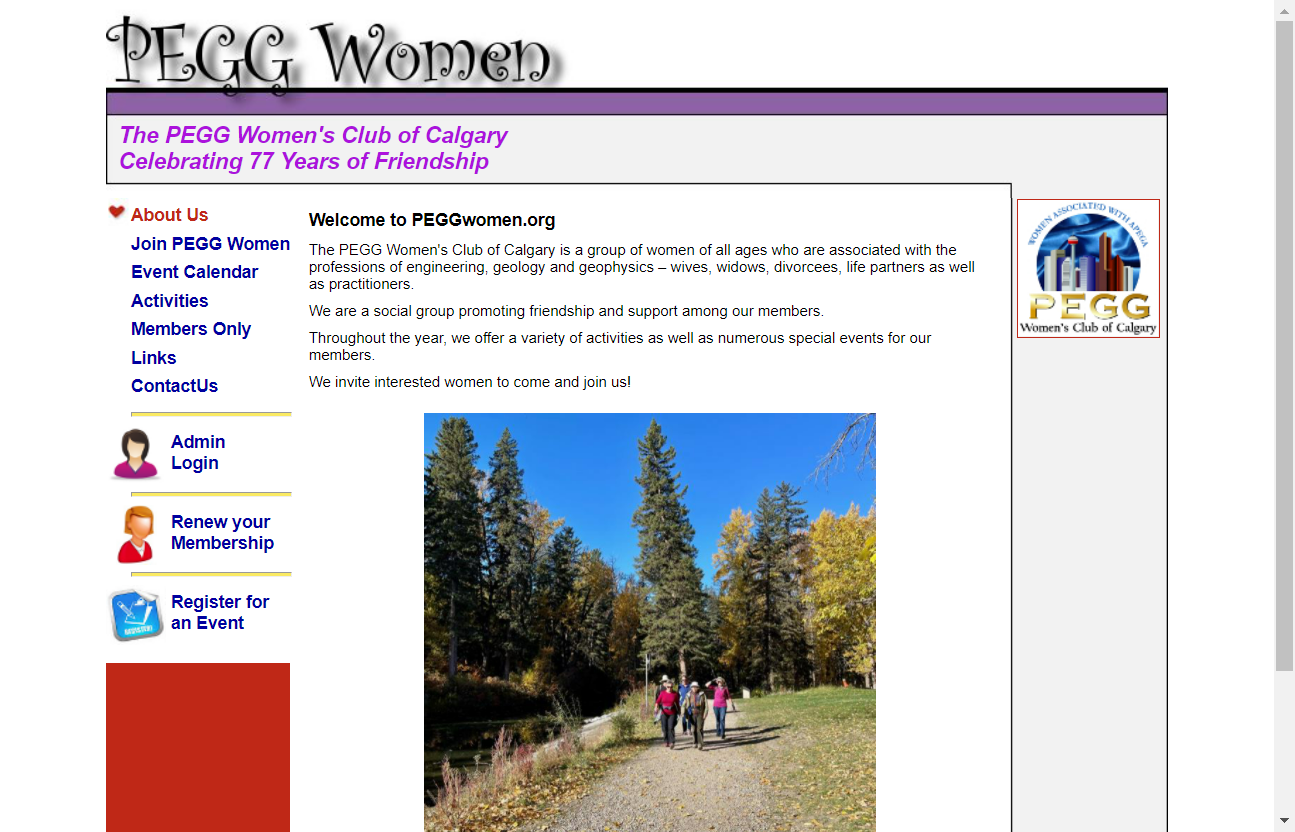 PEGG Women
The PEGG Women's Club of Calgary
Celebrating 77 Years of Friendship
About Us
Join PEGG Women
Event Calendar
Activities
Members Only
Links
ContactUs
Admin
Login
Renew your
Membership
Register for
an Event
Welcome to PEGGwomen.org
The PEGG Women's Club of Calgary is a group of women of all ages who are associated with the
professions of engineering, geology and geophysics – wives, widows, divorcees, life partners as well
as practitioners.
We are a social group promoting friendship and support among our members.
Throughout the year, we offer a variety of activities as well as numerous special events for our
members.
We invite interested women to come and join us!
WOMEN ASSOCIATED WITH APEGA
PEGG
Women's Club of Calgary